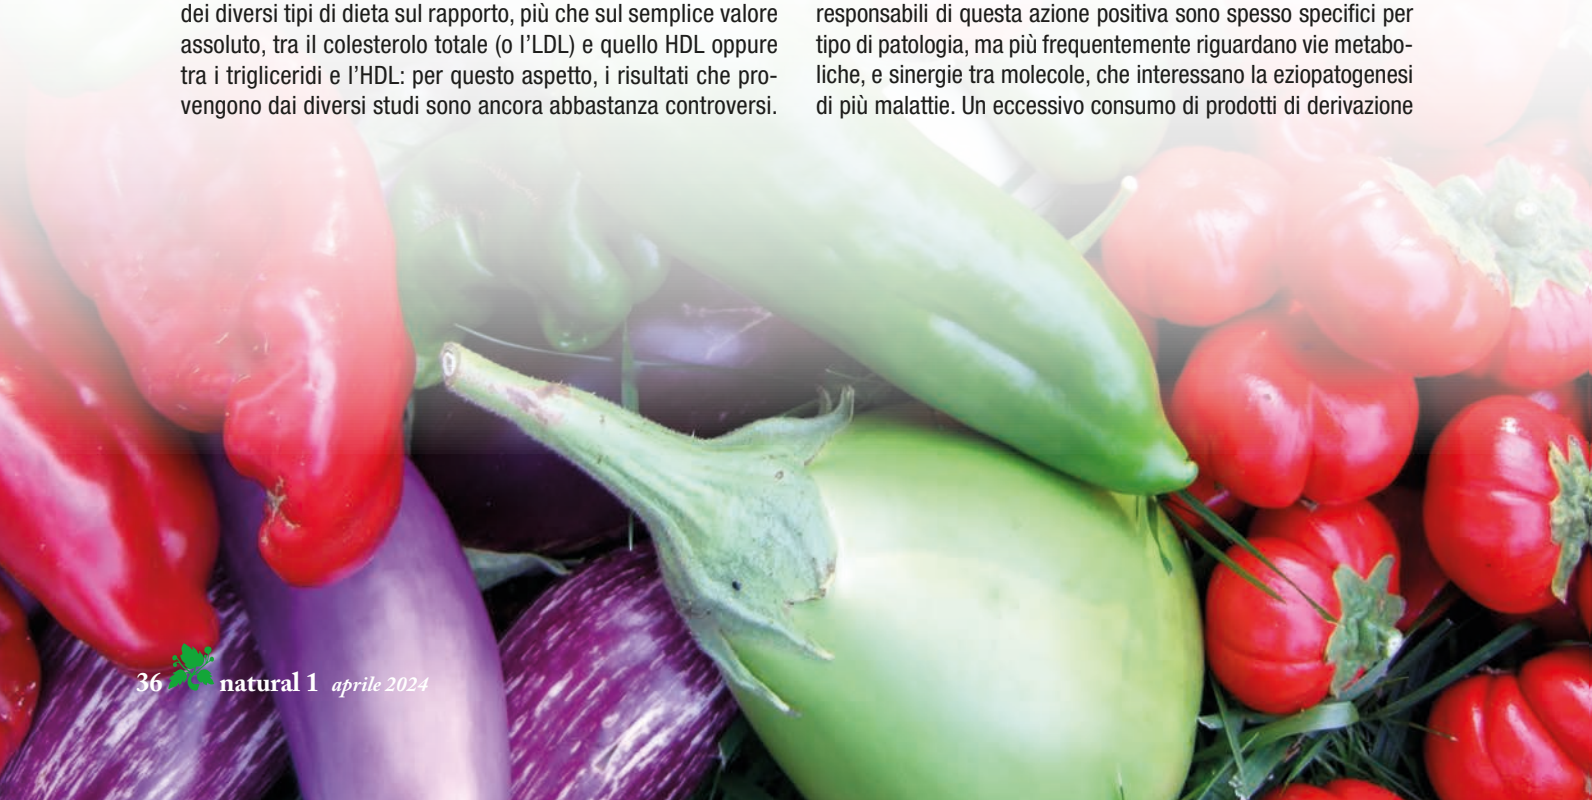 dei diversi tipi di dieta sul rapporto, più che sul semplice valore
assoluto, tra il colesterolo totale (o l’LDL) e quello HDL oppure
tra i trigliceridi e l’HDL: per questo aspetto, i risultati che pro-
vengono dai diversi studi sono ancora abbastanza controversi.
responsabili di questa azione positiva sono spesso specifici per
tipo di patologia, ma più frequentemente riguardano vie metabo-
liche, e sinergie tra molecole, che interessano la eziopatogenesi
di più malattie. Un eccessivo consumo di prodotti di derivazione
36 natural 1 aprile 2024